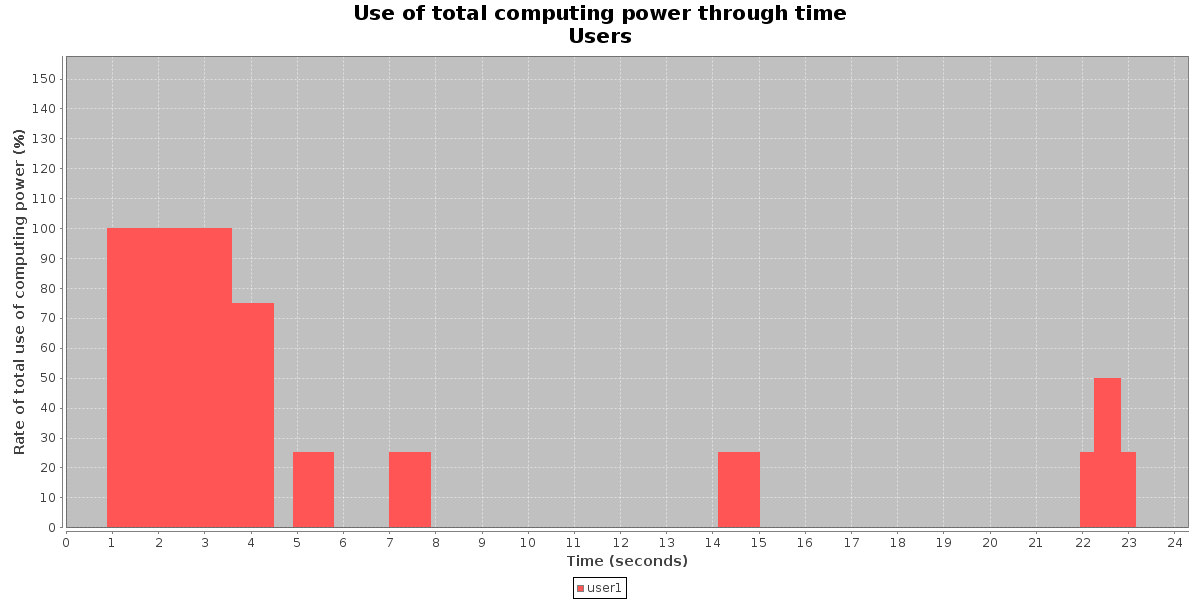 Use of total computing power through time
Users
Rate of total use of computing power (%)
150
140
130
120
110
100
90
80
70
60
50
40
30
20
10
0
0 1 2 3 4 5 6 7 8 9 10 11 12 13 14 15 16 17 18 19 20 21 22 23 24
Time (seconds)
user1